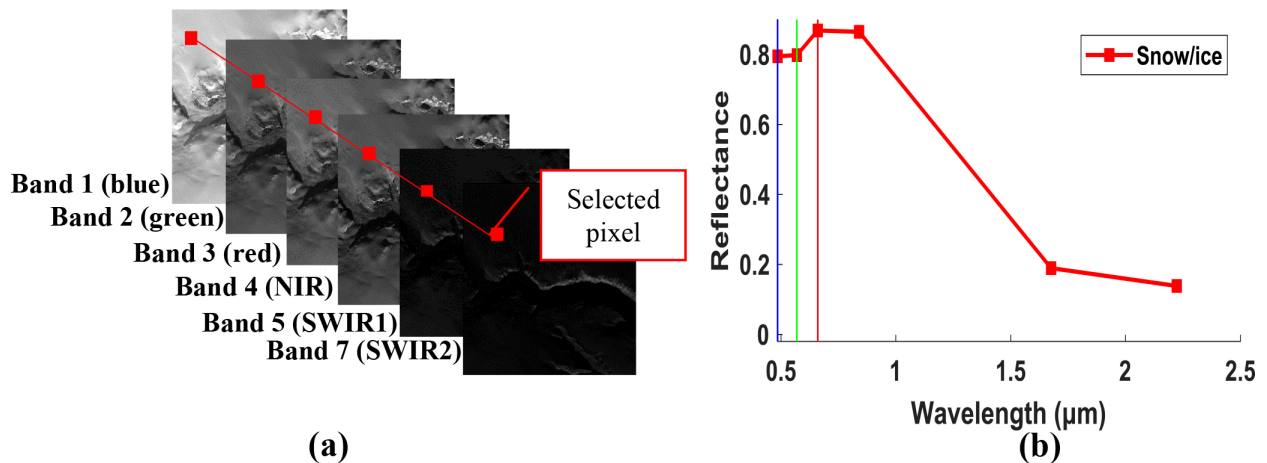 Band 1 (blue)
Band 2 (green)
Band 3 (red)
Band 4 (NIR)
Band 5 (SWIR1)
Band 7 (SWIR2)
Selected
pixel
(a)
Snow/ice
Reflectance
0.8
0.6
0.4
0.2
0
0.5
1
1.5
2
2.5
Wavelength (µm)
(b)